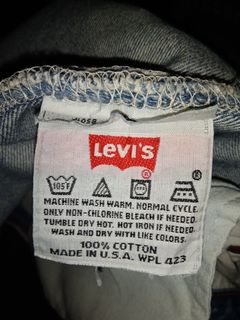 LEVI'S
105F
MACHINE WASH WARM. NORMAL CYCLE.
ONLY NON-CHLORINE BLEACH IF NEEDED.
TUMBLE DRY HOT. HOT IRON IF NEEDED.
WASH AND DRY WITH LIKE COLORS.
100% COTTON
MADE IN U.S.A. WPL 423